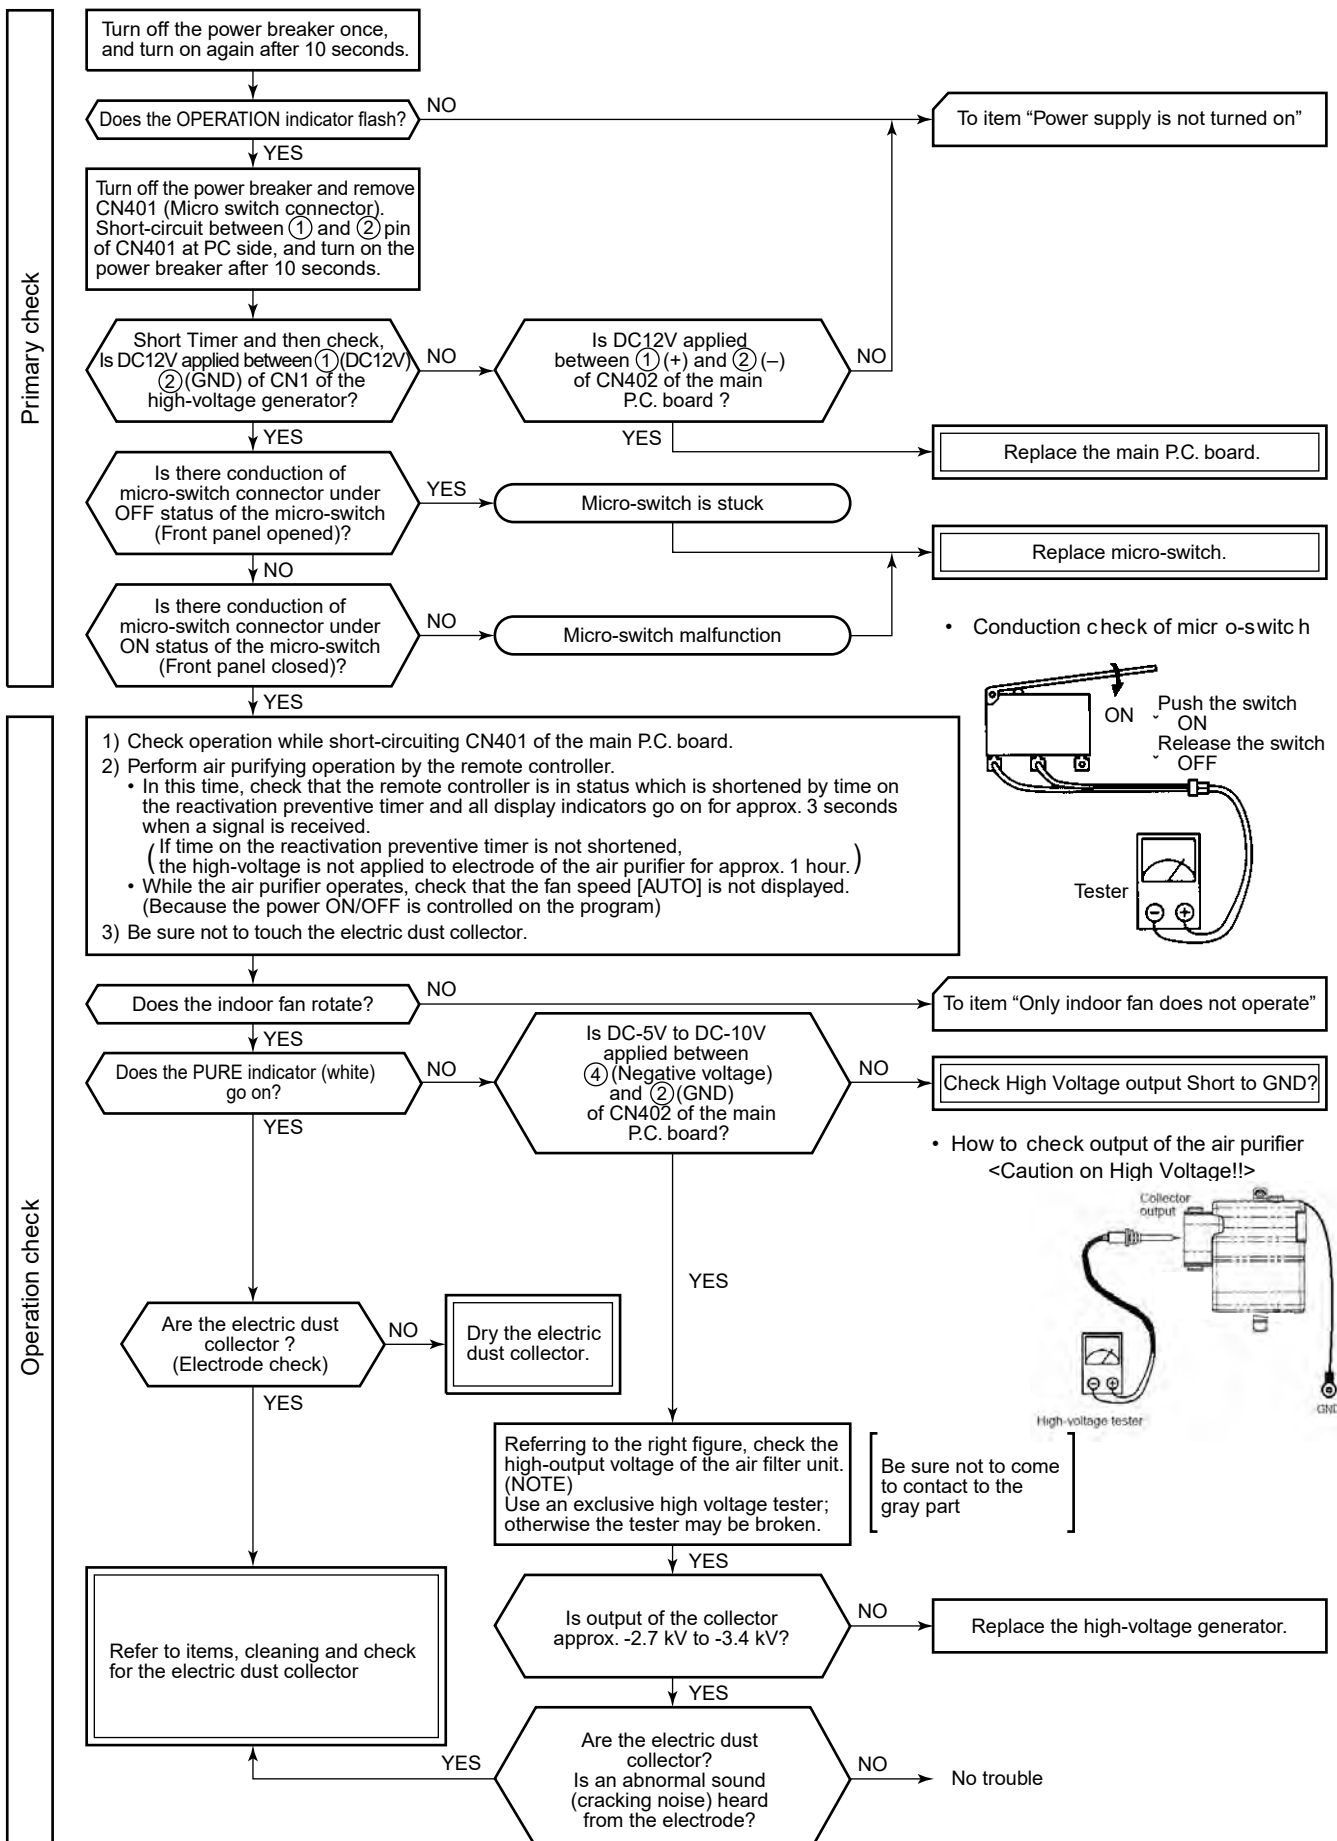 Primary check
Turn off the power breaker once,
and turn on again after 10 seconds.
Does the OPERATION indicator flash?
NO
To item “Power supply is not turned on”
YES
Turn off the power breaker and remove
CN401 (Micro switch connector).
Short-circuit between ① and ② pin
of CN401 at PC side, and turn on the
power breaker after 10 seconds.
Short Timer and then check,
Is DC12V applied between ① (DC12V)
② (GND) of CN1 of the
high-voltage generator?
NO
Is DC12V applied
between ① (+) and ② (–)
of CN402 of the main
P.C. board ?
NO
YES
YES
Replace the main P.C. board.
Is there conduction of
micro-switch connector under
OFF status of the micro-switch
(Front panel opened)?
YES
Micro-switch is stuck
Replace micro-switch.
NO
Is there conduction of
micro-switch connector under
ON status of the micro-switch
(Front panel closed)?
NO
Micro-switch malfunction
YES
• Conduction check of micr o-switc h
ON
Push the switch
ON
Release the switch
OFF
Tester
Operation check
1) Check operation while short-circuiting CN401 of the main P.C. board.
2) Perform air purifying operation by the remote controller.
• In this time, check that the remote controller is in status which is shortened by time on
the reactivation preventive timer and all display indicators go on for approx. 3 seconds
when a signal is received.
( If time on the reactivation preventive timer is not shortened,
the high-voltage is not applied to electrode of the air purifier for approx. 1 hour. )
• While the air purifier operates, check that the fan speed [AUTO] is not displayed.
(Because the power ON/OFF is controlled on the program)
3) Be sure not to touch the electric dust collector.
Does the indoor fan rotate?
NO
To item “Only indoor fan does not operate”
YES
Does the PURE indicator (white)
go on?
NO
Is DC-5V to DC-10V
applied between
④ (Negative voltage)
and ② (GND)
of CN402 of the main
P.C. board?
NO
Check High Voltage output Short to GND?
YES
YES
• How to check output of the air purifier
<Caution on High Voltage!!>
Collector
output
High-voltage tester
GND
Are the electric dust
collector ?
(Electrode check)
NO
Dry the electric
dust collector.
YES
Referring to the right figure, check the
high-output voltage of the air filter unit.
(NOTE)
Use an exclusive high voltage tester;
otherwise the tester may be broken.
Be sure not to come
to contact to the
gray part
YES
Is output of the collector
approx. -2.7 kV to -3.4 kV?
NO
Replace the high-voltage generator.
YES
Refer to items, cleaning and check
for the electric dust collector
Are the electric dust
collector?
Is an abnormal sound
(cracking noise) heard
from the electrode?
YES
NO
No trouble